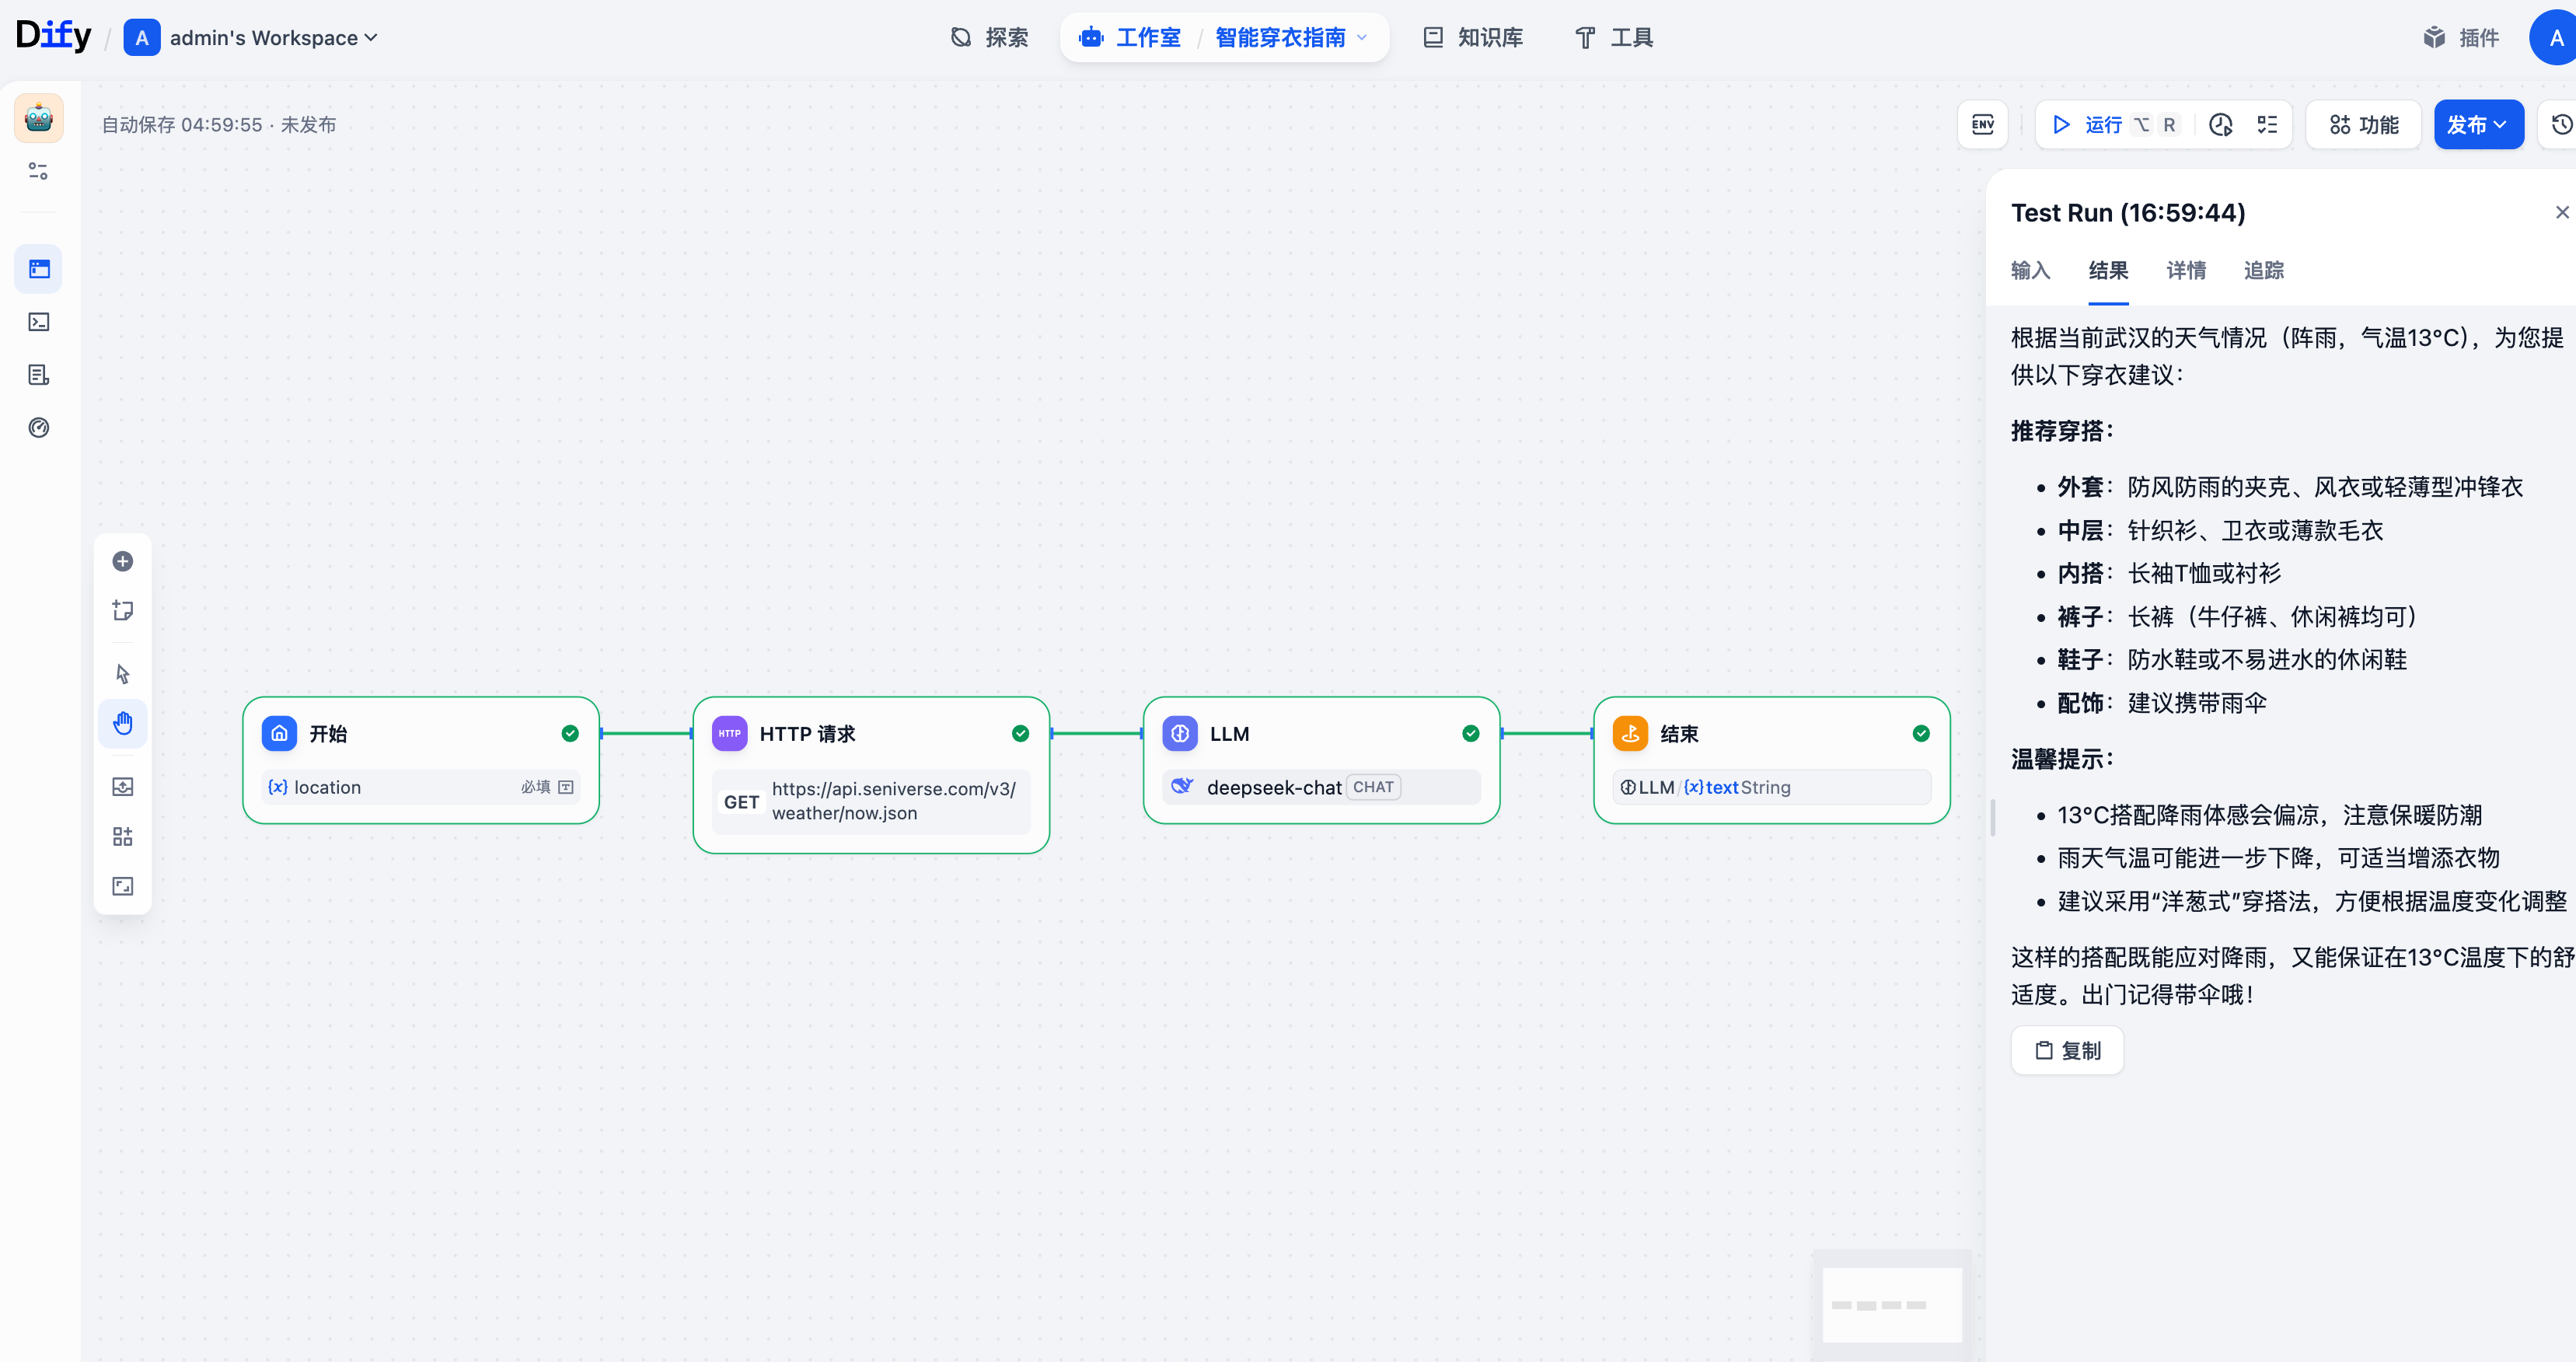 Dify / A admin's Workspace
探索 工作室 / 智能穿衣指南 知识库 工具
插件 A
自动保存 04:59:55 · 未发布
ENV 运行 ⌥ R 功能 发布
Test Run (16:59:44)
输入 结果 详情 追踪
根据当前武汉的天气情况（阵雨，气温13°C），为您提
供以下穿衣建议：
推荐穿搭：
• 外套：防风防雨的夹克、风衣或轻薄型冲锋衣
• 中层：针织衫、卫衣或薄款毛衣
• 内搭：长袖T恤或衬衫
• 裤子：长裤（牛仔裤、休闲裤均可）
• 鞋子：防水鞋或不易进水的休闲鞋
• 配饰：建议携带雨伞
温馨提示：
• 13°C搭配降雨体感会偏凉，注意保暖防潮
• 雨天气温可能进一步下降，可适当增添衣物
• 建议采用“洋葱式”穿搭法，方便根据温度变化调整
这样的搭配既能应对降雨，又能保证在13°C温度下的舒
适度。出门记得带伞哦！
复制
开始
{x} location 必填
HTTP HTTP 请求
GET https://api.seniverse.com/v3/
weather/now.json
LLM
deepseek-chat CHAT
结束
LLM / {x} text String